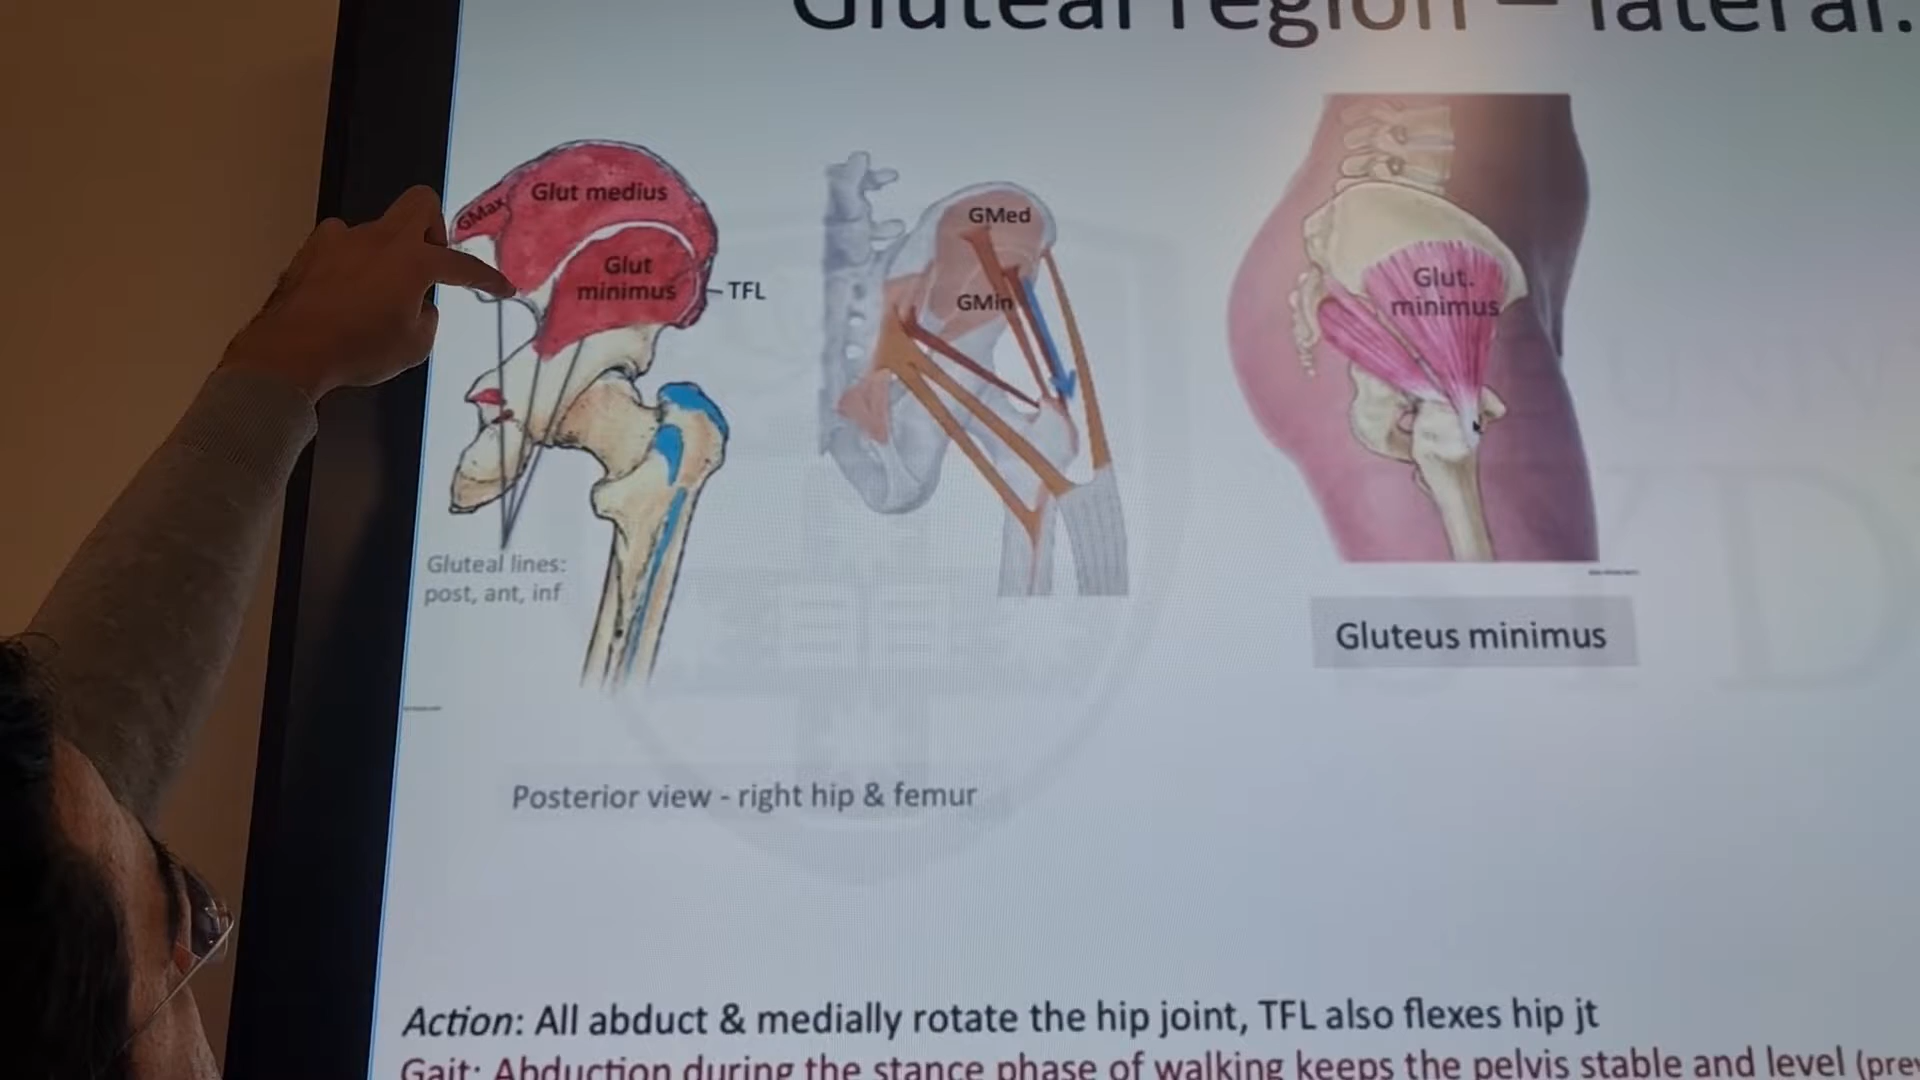 Gluteal region – lateral:
Glut medius
GMax
Glut
minimus
TFL
Gluteal lines:
post, ant, inf
GMed
GMin
Glut.
minimus
Gluteus minimus
Posterior view - right hip & femur
Action: All abduct & medially rotate the hip joint, TFL also flexes hip jt
Gait: Abduction during the stance phase of walking keeps the pelvis stable and level